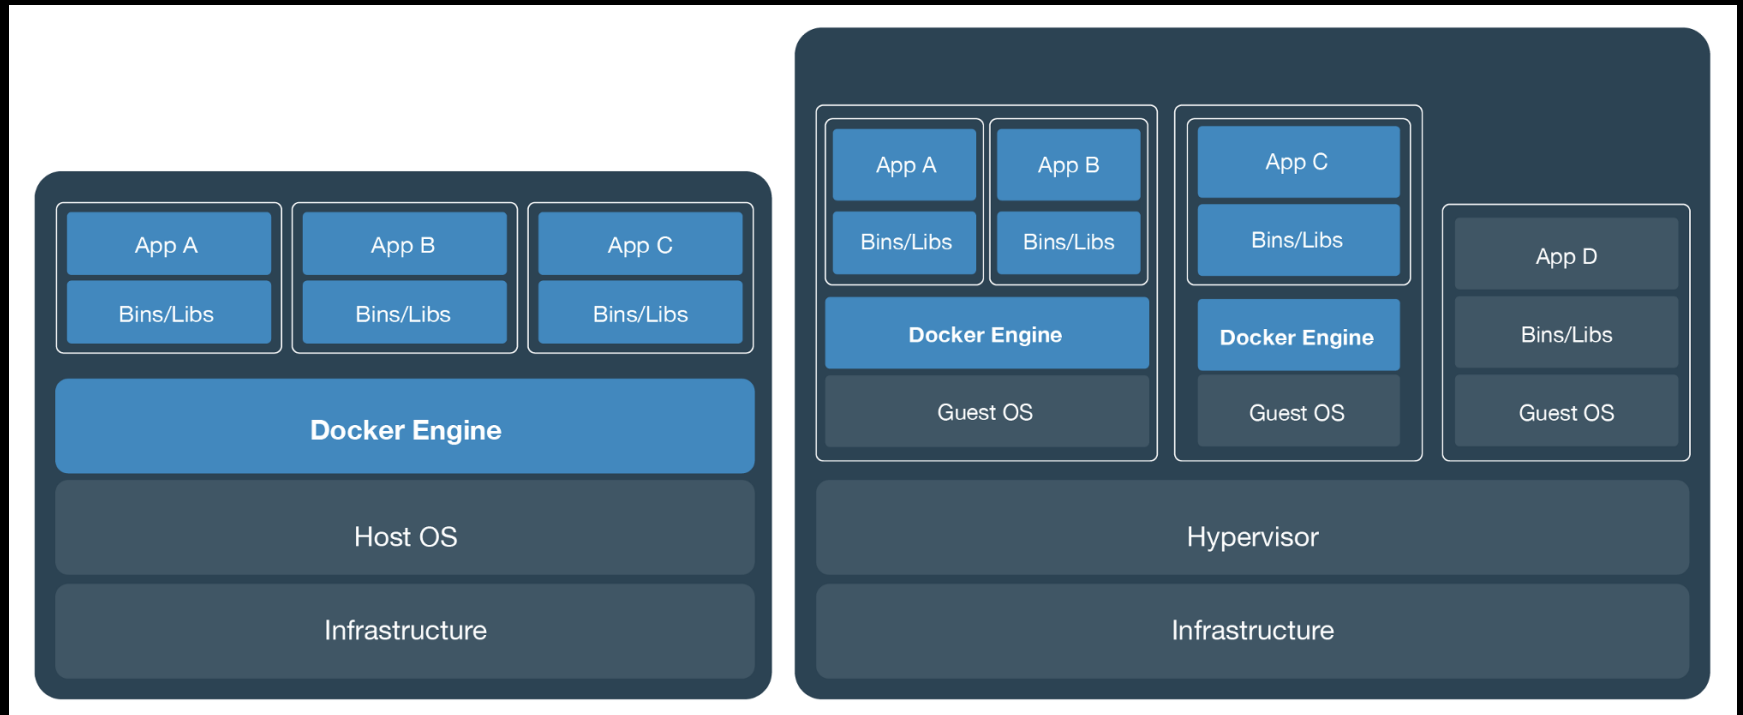 App A
App B
App C
Bins/Libs
Bins/Libs
Bins/Libs
Docker Engine
Host OS
Infrastructure
App A
App B
Bins/Libs
Bins/Libs
Docker Engine
Guest OS
App C
Bins/Libs
Docker Engine
Guest OS
App D
Bins/Libs
Guest OS
Hypervisor
Infrastructure